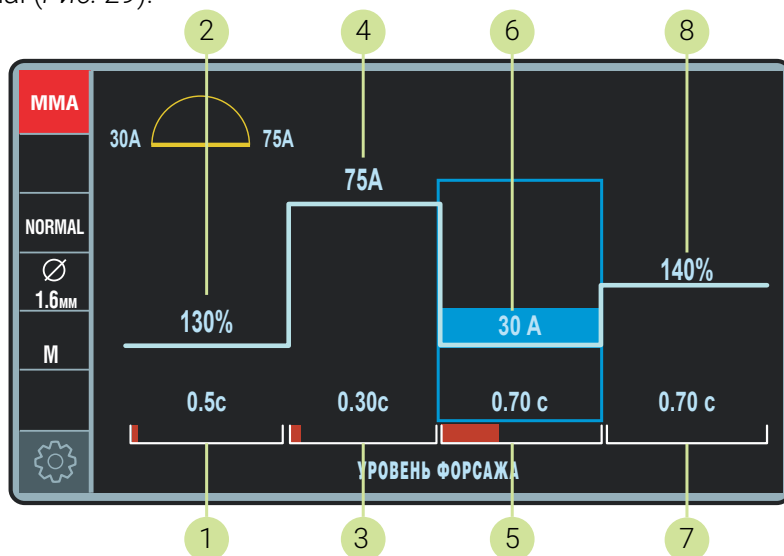 al (Рис. 29).
2 4 6 8
MMA
30A 75A
75A
NORMAL
140%
1.6мм
130%
30 A
M
0.5c 0.30c 0.70 c 0.70 c
УРОВЕНЬ ФОРСАЖА
1 3 5 7